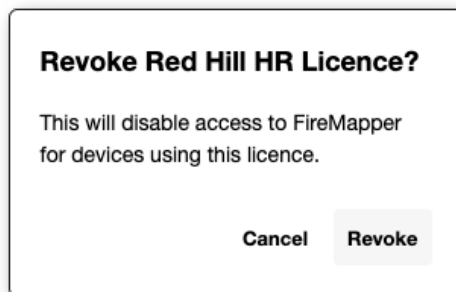 Revoke Red Hill HR Licence?
This will disable access to FireMapper
for devices using this licence.
Cancel Revoke